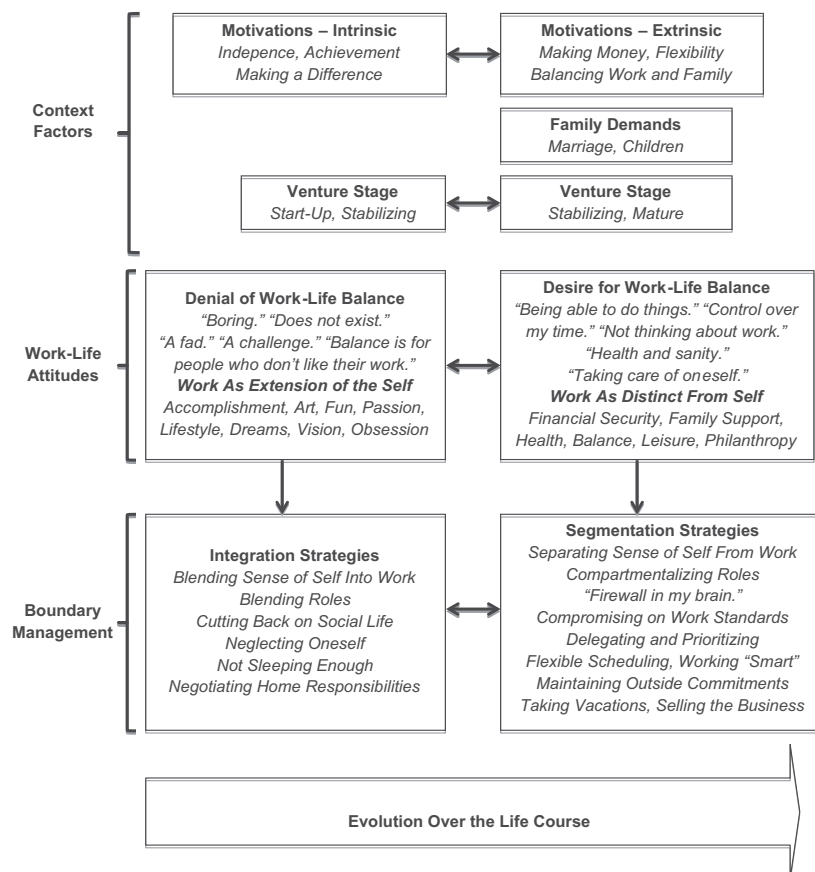 Context
Factors
Motivations – Intrinsic
Indepence, Achievement
Making a Difference
Motivations – Extrinsic
Making Money, Flexibility
Balancing Work and Family
Family Demands
Marriage, Children
Venture Stage
Start-Up, Stabilizing
Venture Stage
Stabilizing, Mature
Work-Life
Attitudes
Denial of Work-Life Balance
“Boring.” “Does not exist.”
“A fad.” “A challenge.” “Balance is for
people who don’t like their work.”
Work As Extension of the Self
Accomplishment, Art, Fun, Passion,
Lifestyle, Dreams, Vision, Obsession
Desire for Work-Life Balance
“Being able to do things.” “Control over
my time.” “Not thinking about work.”
“Health and sanity.”
“Taking care of oneself.”
Work As Distinct From Self
Financial Security, Family Support,
Health, Balance, Leisure, Philanthropy
Boundary
Management
Integration Strategies
Blending Sense of Self Into Work
Blending Roles
Cutting Back on Social Life
Neglecting Oneself
Not Sleeping Enough
Negotiating Home Responsibilities
Segmentation Strategies
Separating Sense of Self From Work
Compartmentalizing Roles
“Firewall in my brain.”
Compromising on Work Standards
Delegating and Prioritizing
Flexible Scheduling, Working “Smart”
Maintaining Outside Commitments
Taking Vacations, Selling the Business
Evolution Over the Life Course